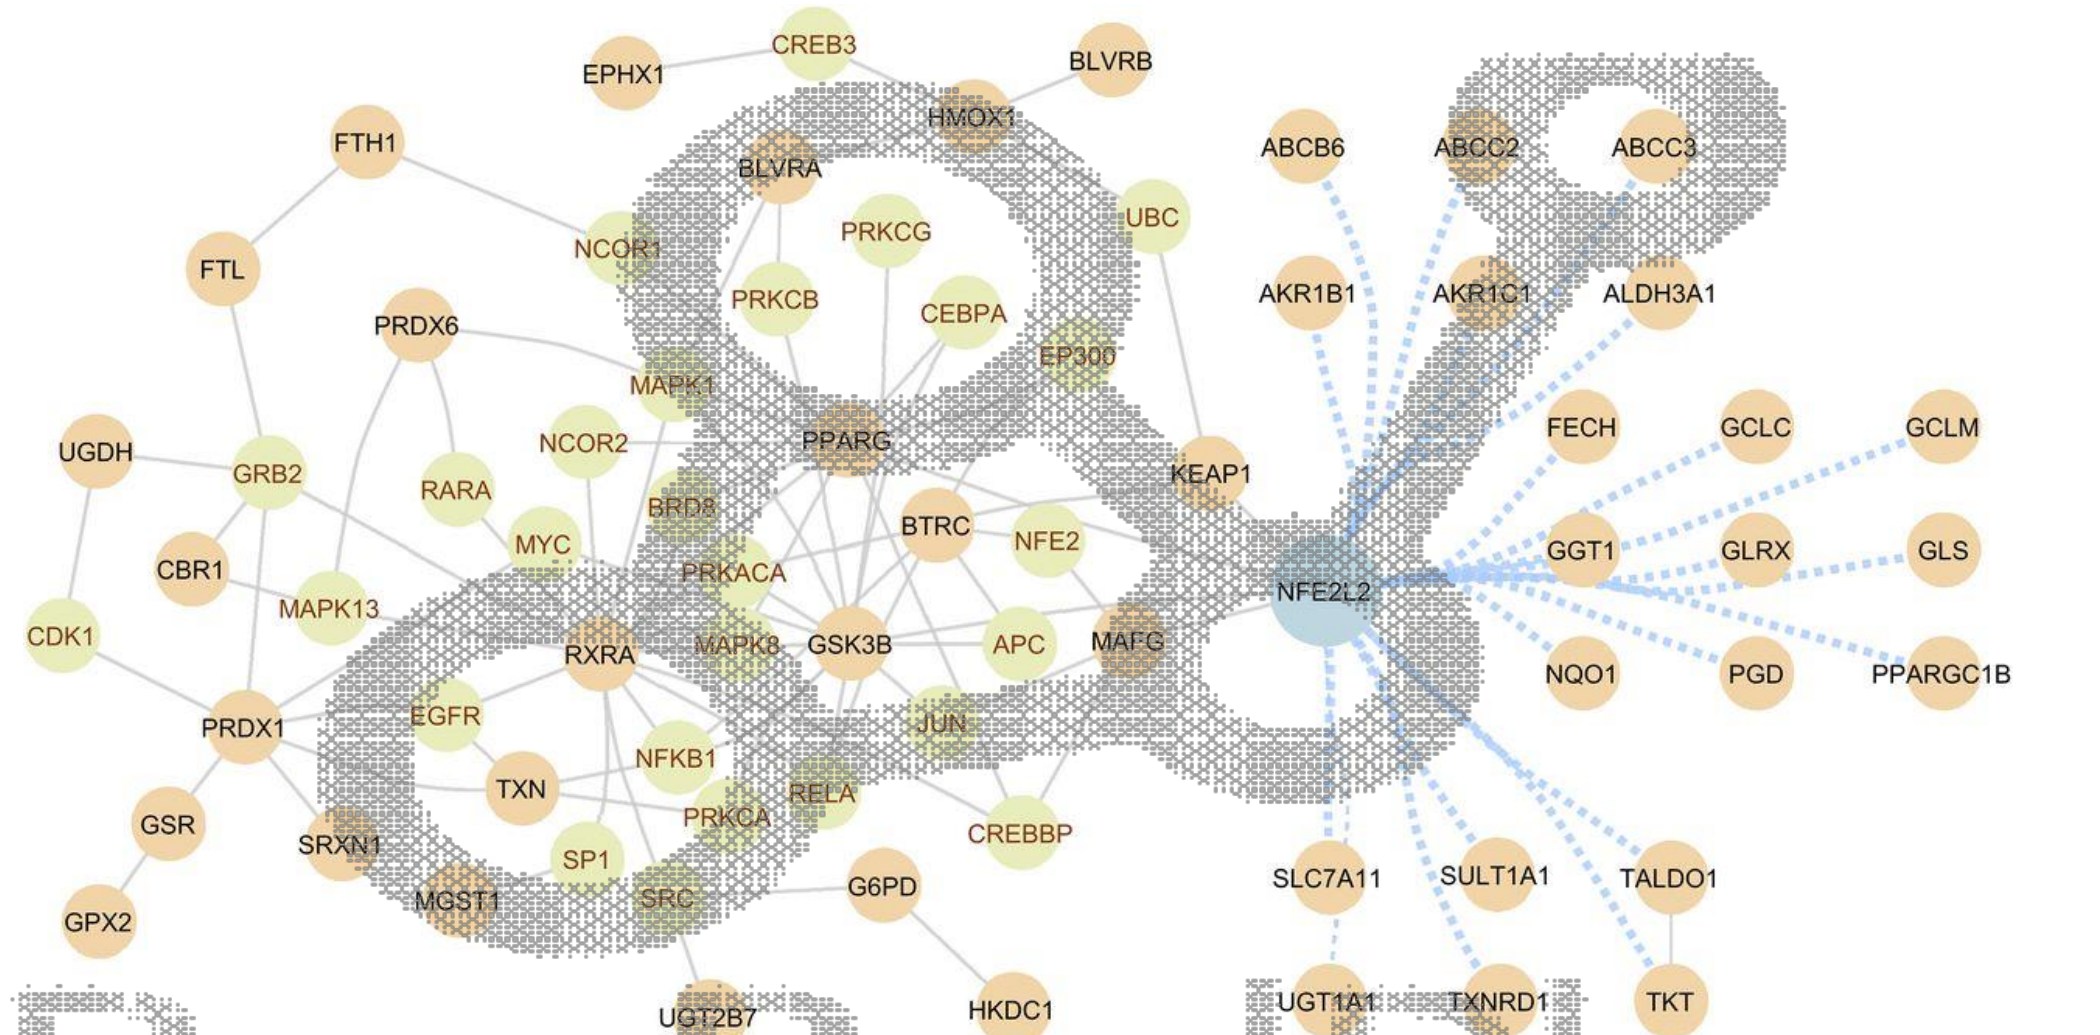 CREB3
EPHX1
BLVRB
HMOX1
FTH1
ABCB6 ABCC2 ABCC3
BLVRA
UBC
PRKCG
NCOR1
FTL
PRKCB
CEBPA
AKR1B1 AKR1C1 ALDH3A1
PRDX6
EP300
MAPK1
FECH GCLC GCLM
NCOR2
PPARG
UGDH
GRB2
KEAP1
RARA
BRD8
BTRC
NFE2
MYC
GGT1 GLRX GLS
CBR1
PRKACA
NFE2L2
MAPK13
CDK1
RXRA
MAPK8
GSK3B
APC
MAFG
NQO1 PGD PPARGC1B
EGFR
PRDX1
JUN
NFKB1
TXN
RELA
PRKCA
GSR
CREBBP
SRXN1
SP1
SLC7A11 SULT1A1 TALDO1
G6PD
MGST1
SRC
GPX2
UGT1A1 TXNRD1 TKT
HKDC1
UGT2B7